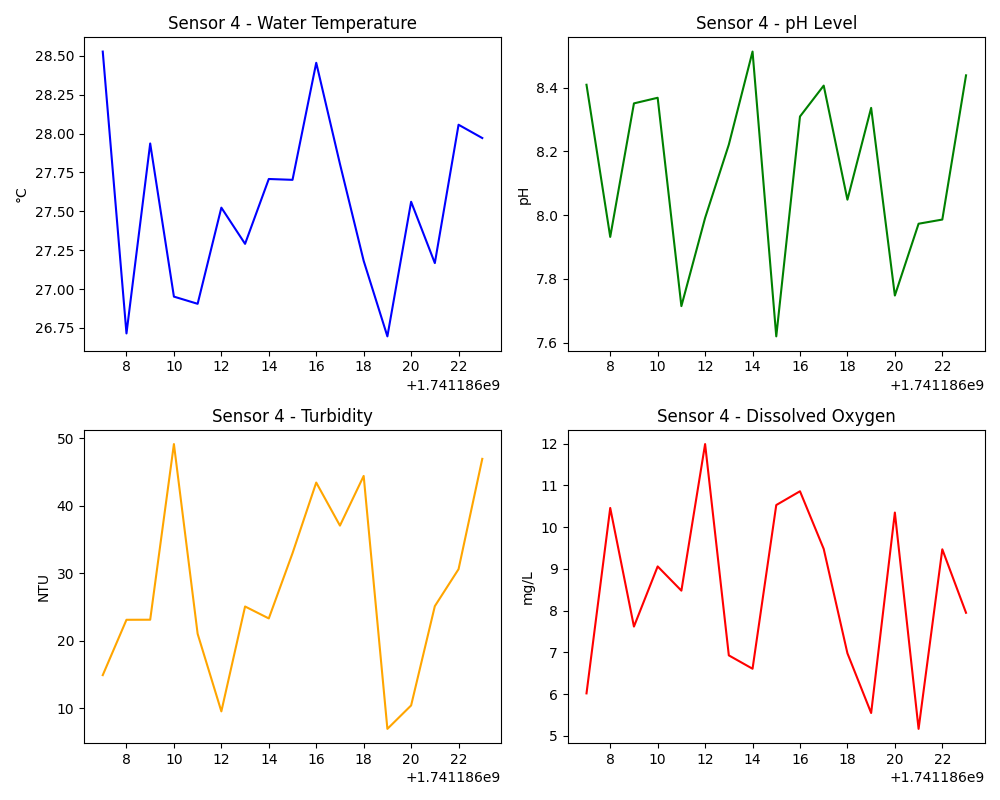 Sensor 4 - Water Temperature
°C
28.50
28.25
28.00
27.75
27.50
27.25
27.00
26.75
8 10 12 14 16 18 20 22
+1.741186e9
Sensor 4 - pH Level
pH
8.4
8.2
8.0
7.8
7.6
8 10 12 14 16 18 20 22
+1.741186e9
Sensor 4 - Turbidity
NTU
50
40
30
20
10
8 10 12 14 16 18 20 22
+1.741186e9
Sensor 4 - Dissolved Oxygen
mg/L
12
11
10
9
8
7
6
5
8 10 12 14 16 18 20 22
+1.741186e9